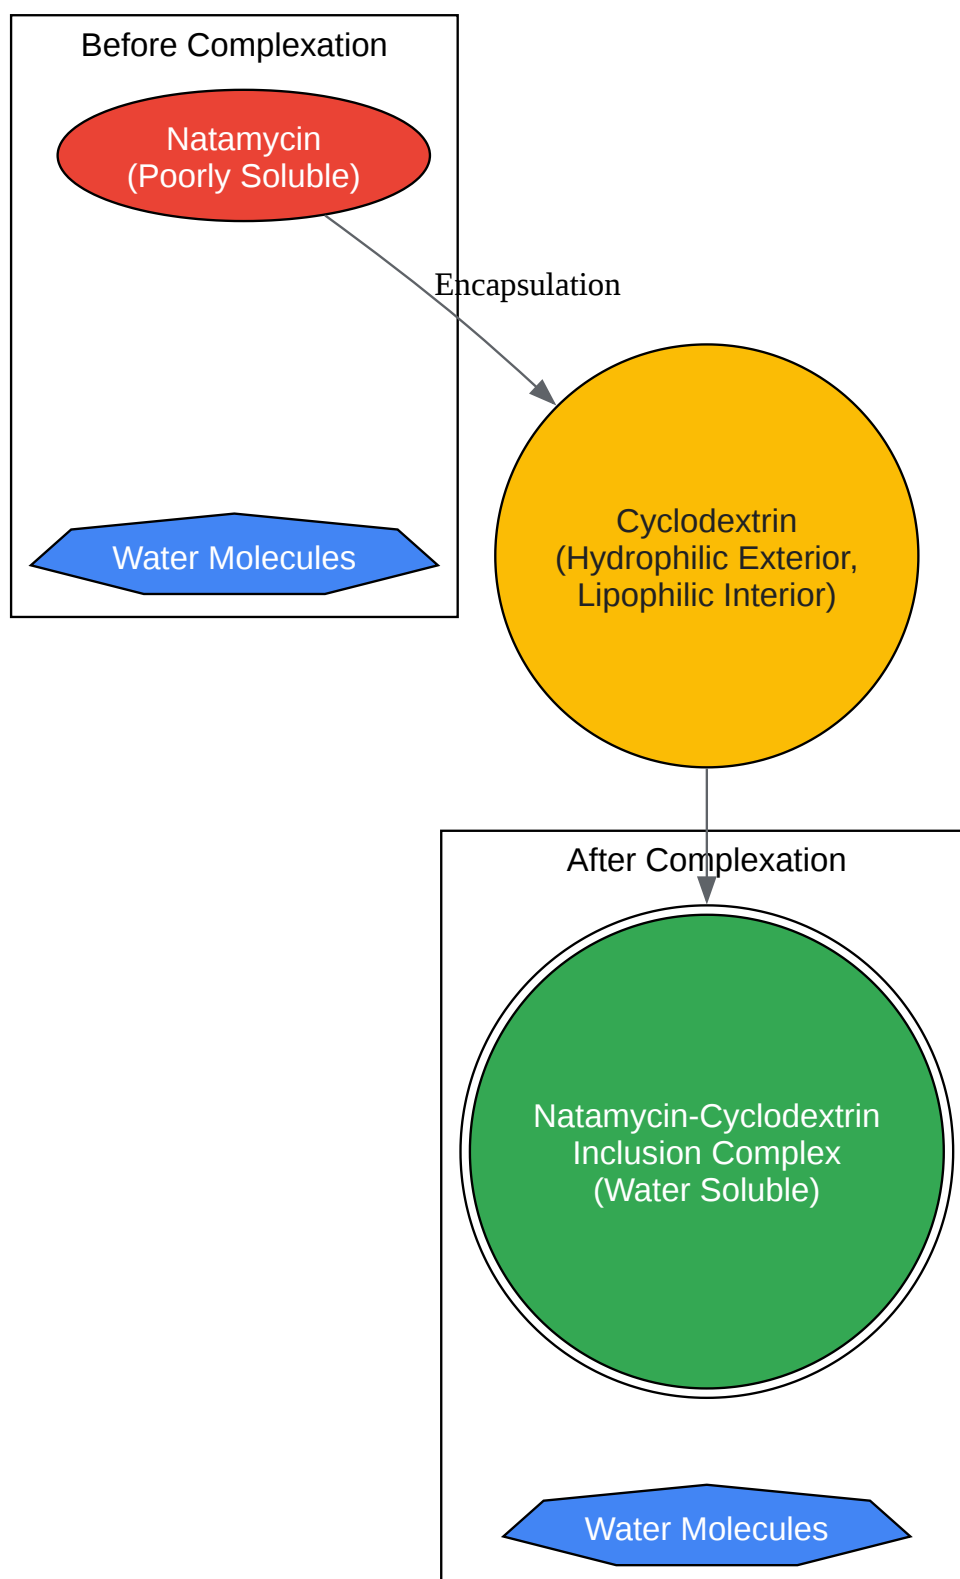 Before Complexation
Natamycin
(Poorly Soluble)
Encapsulation
Water Molecules
Cyclodextrin
(Hydrophilic Exterior,
Lipophilic Interior)
After Complexation
Natamycin-Cyclodextrin
Inclusion Complex
(Water Soluble)
Water Molecules